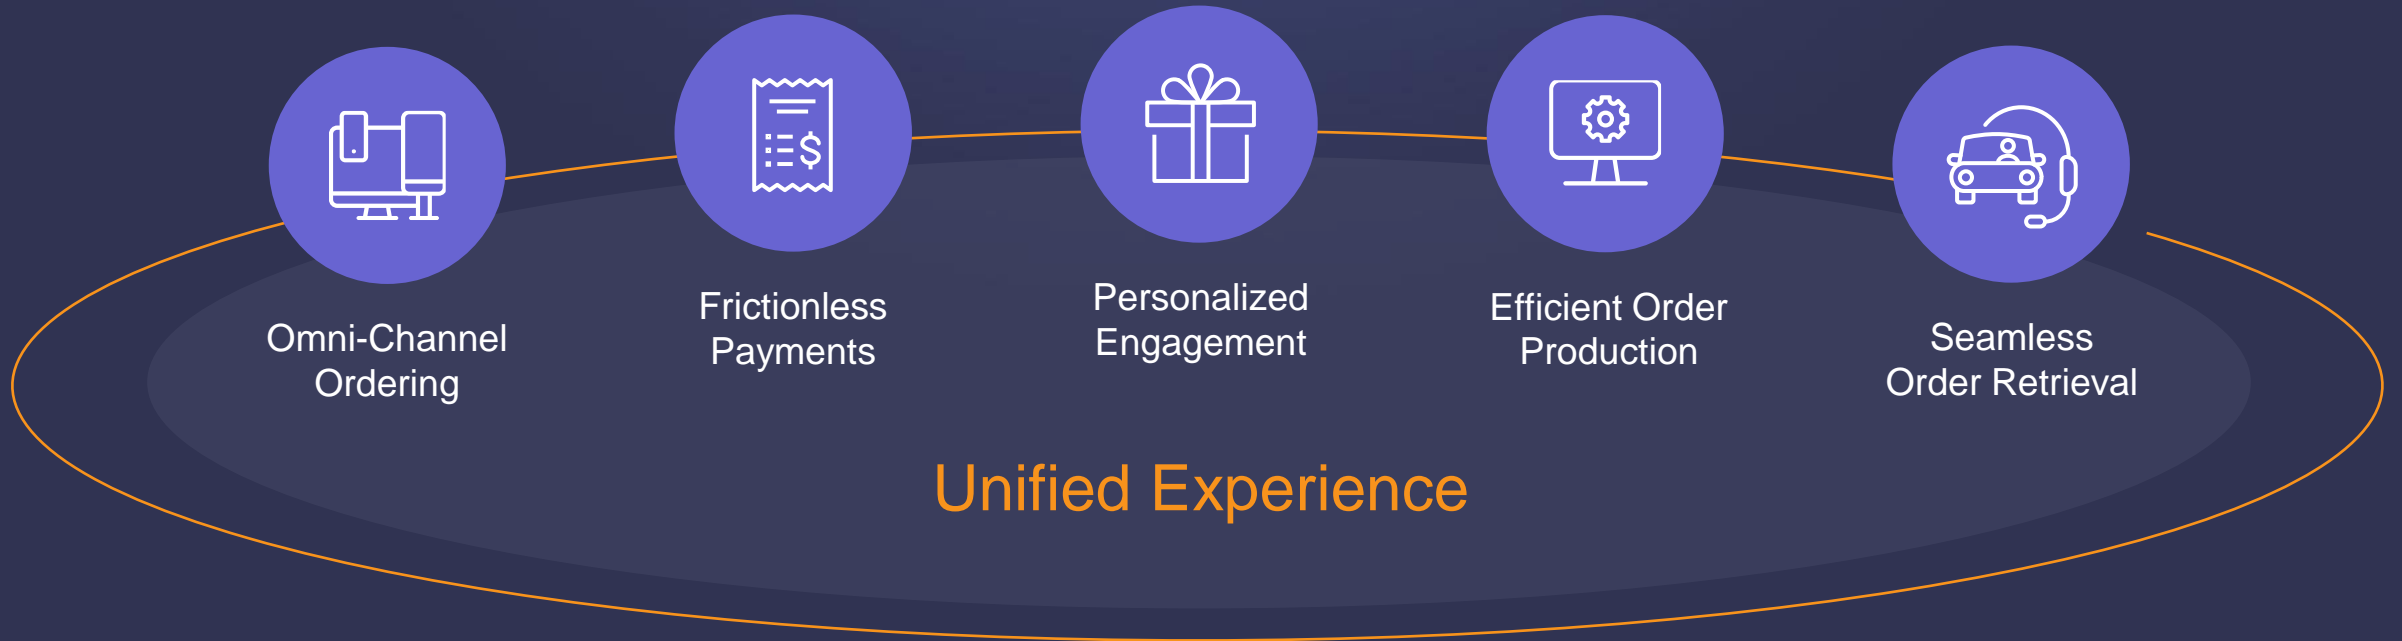 Omni-Channel
Ordering
Frictionless
Payments
$
Personalized
Engagement
Efficient Order
Production
Seamless
Order Retrieval
Unified Experience